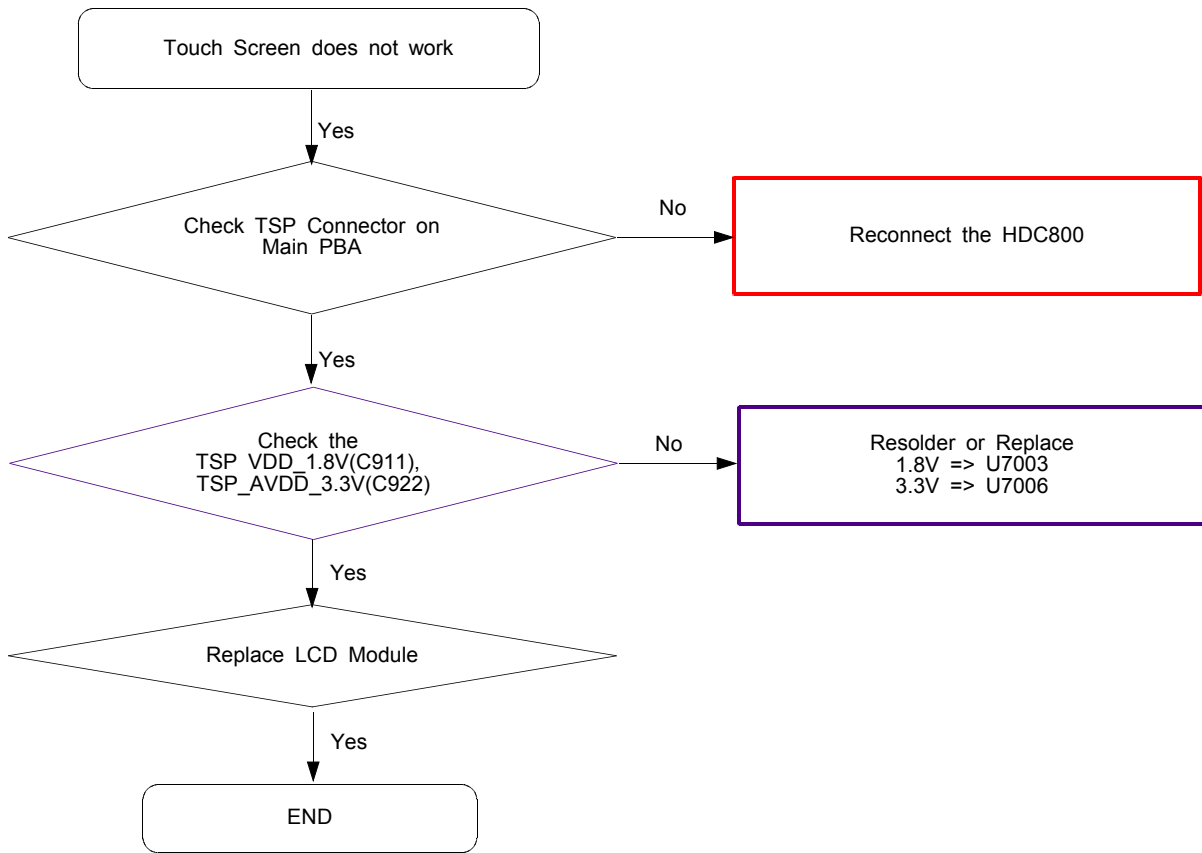 Touch Screen does not work
Yes
Check TSP Connector on
Main PBA
No
Reconnect the HDC800
Yes
Check the
TSP VDD_1.8V(C911),
TSP_AVDD_3.3V(C922)
No
Resolder or Replace
1.8V => U7003
3.3V => U7006
Yes
Replace LCD Module
Yes
END